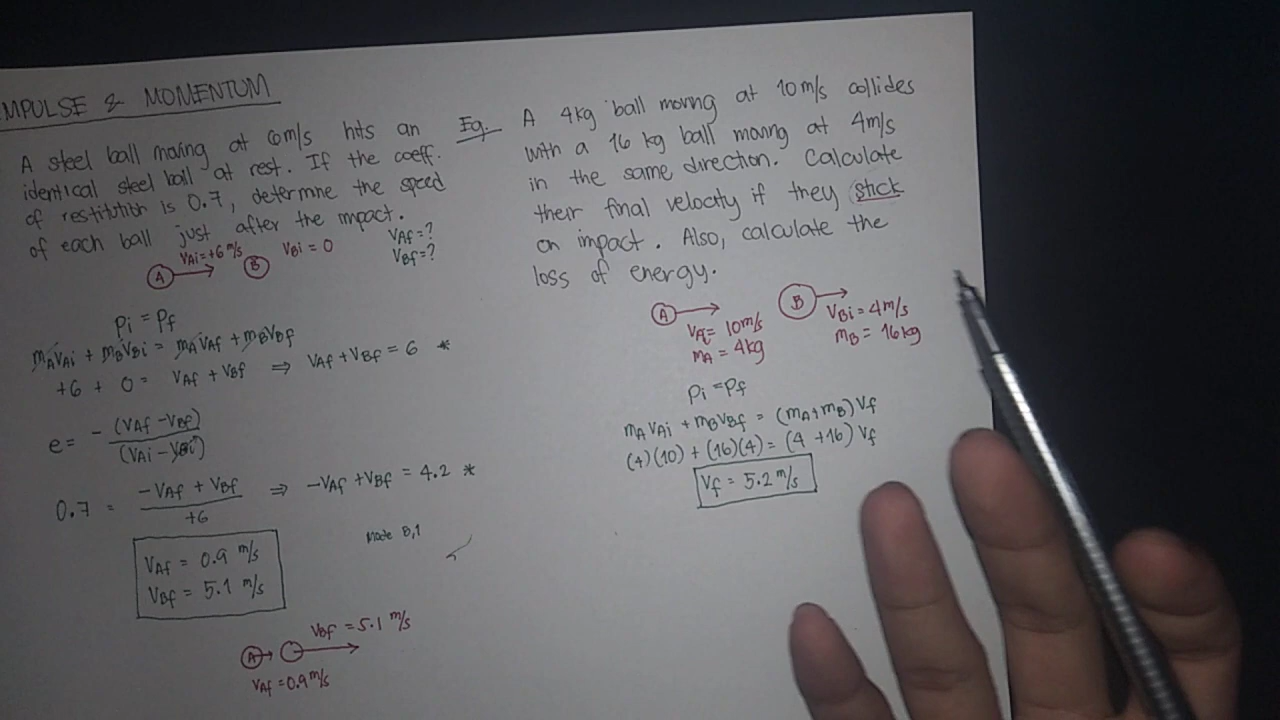 IMPULSE & MOMENTUM
A steel ball moving at 6m/s hits an
identical steel ball at rest. If the coeff.
of restitution is 0.7, determine the speed
of each ball just after the impact.
VAi=+6 m/s
VBi = 0
VAf=?
VBf=?
A
B
Pi = Pf
mAVAi + mBVBi = mAVAf + mBVBf
+6 + 0 = VAf + VBf ⇒ VAf + VBf = 6 *
e = - (VAf - VBf)
(VAi - VBi)
0.7 = -VAf + VBf ⇒ -VAf + VBf = 4.2 *
+6
Mode 8,1
VAf = 0.9 m/s
VBf = 5.1 m/s
VBf = 5.1 m/s
A
VAf = 0.9 m/s
Eg. A 4kg ball moving at 10m/s collides
with a 16 kg ball moving at 4m/s
in the same direction. Calculate
their final velocity if they stick
on impact. Also, calculate the
loss of energy.
A
B
VAi = 10m/s
mA = 4kg
VBi = 4m/s
mB = 16kg
Pi = Pf
mAVAi + mBVBf = (mA+mB)Vf
(4)(10) + (16)(4) = (4 +16) Vf
Vf = 5.2 m/s